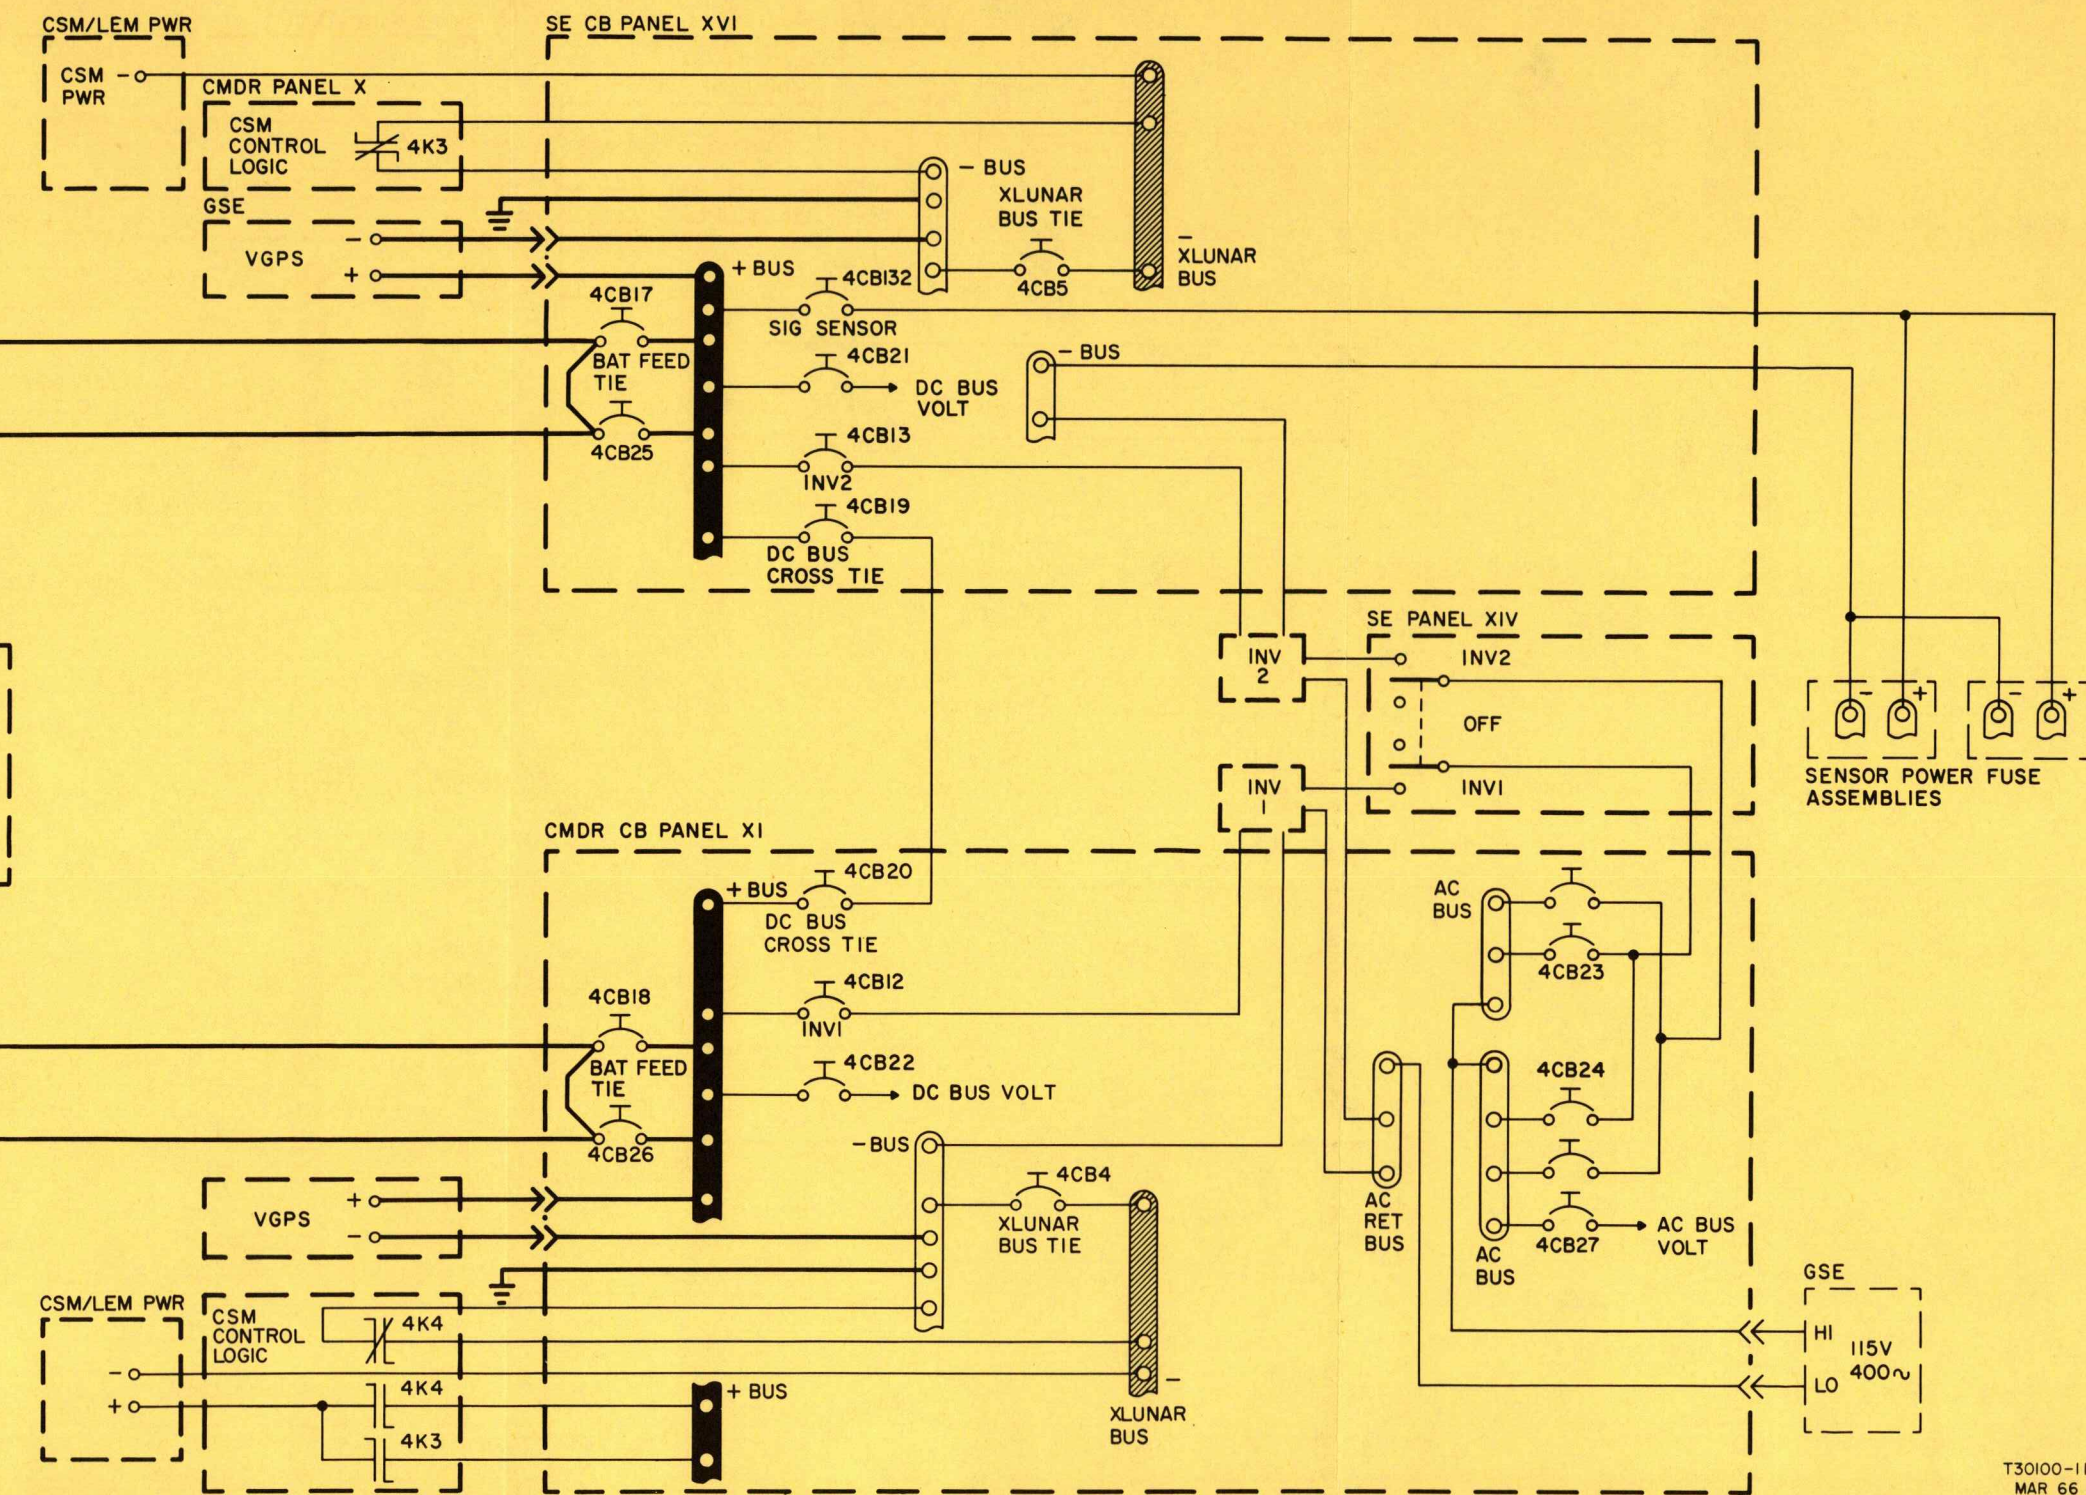 CSM/LEM PWR
CSM
PWR
-
CMDR PANEL X
CSM
CONTROL
LOGIC
4K3
GSE
VGPS
-
+
SE CB PANEL XVI
- BUS
XLUNAR
BUS TIE
4CB5
-
XLUNAR
BUS
+ BUS
4CB132
SIG SENSOR
4CB17
BAT FEED
TIE
4CB25
4CB21
DC BUS
VOLT
- BUS
4CB13
INV2
4CB19
DC BUS
CROSS TIE
INV
2
SE PANEL XIV
INV2
OFF
INV1
INV
1
-
+
-
+
SENSOR POWER FUSE
ASSEMBLIES
CMDR CB PANEL XI
+ BUS
4CB20
DC BUS
CROSS TIE
4CB12
INV1
4CB18
BAT FEED
TIE
4CB26
4CB22
DC BUS VOLT
- BUS
4CB4
XLUNAR
BUS TIE
AC
BUS
4CB23
4CB24
4CB27
AC BUS
VOLT
AC
RET
BUS
AC
BUS
VGPS
+
-
CSM/LEM PWR
-
+
CSM
CONTROL
LOGIC
4K4
4K4
4K3
+ BUS
-
XLUNAR
BUS
GSE
HI
115V
400~
LO
T30100-11
MAR 66